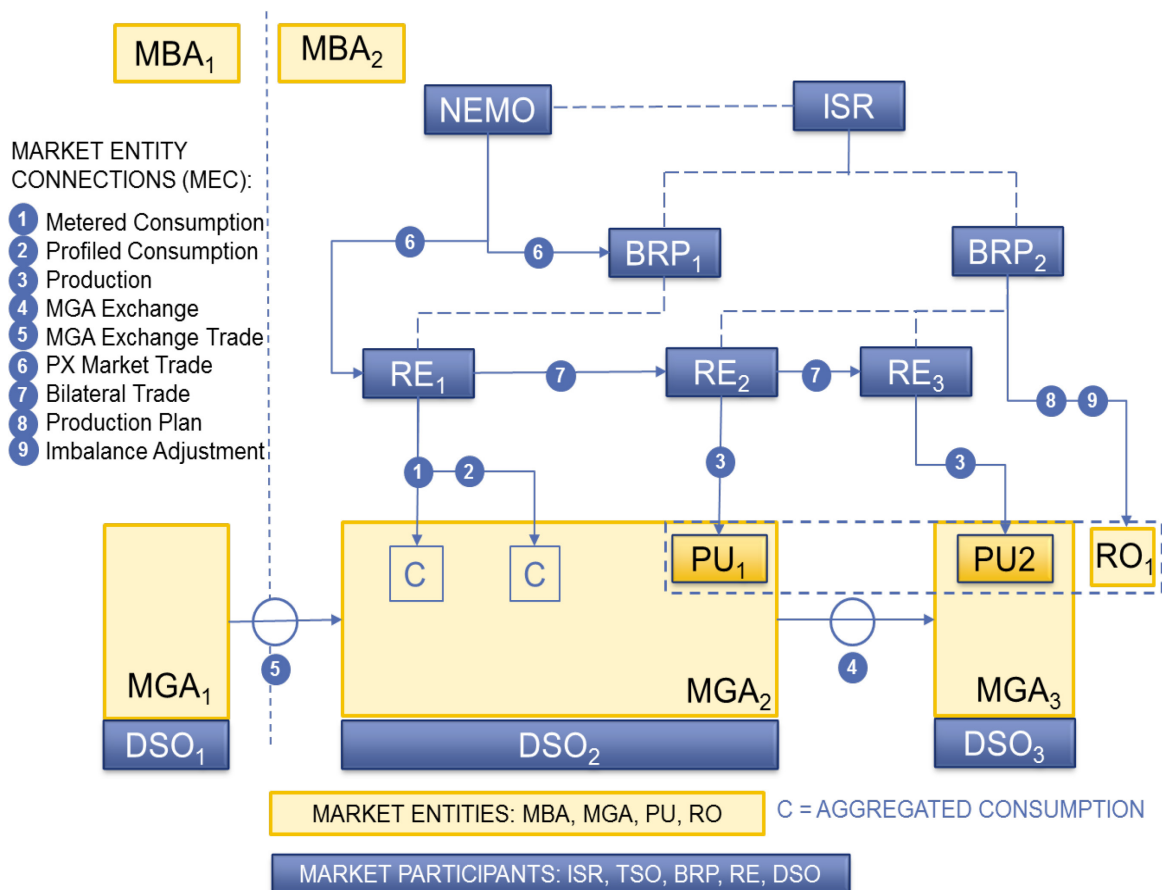 MBA₁
MBA₂
NEMO
ISR
MARKET ENTITY
CONNECTIONS (MEC):
1 Metered Consumption
2 Profiled Consumption
3 Production
4 MGA Exchange
5 MGA Exchange Trade
6 PX Market Trade
7 Bilateral Trade
8 Production Plan
9 Imbalance Adjustment
6
6
BRP₁
BRP₂
RE₁
7
RE₂
7
RE₃
8
9
1
2
3
3
C
C
PU₁
PU2
RO₁
5
4
MGA₁
MGA₂
MGA₃
DSO₁
DSO₂
DSO₃
MARKET ENTITIES: MBA, MGA, PU, RO
C = AGGREGATED CONSUMPTION
MARKET PARTICIPANTS: ISR, TSO, BRP, RE, DSO